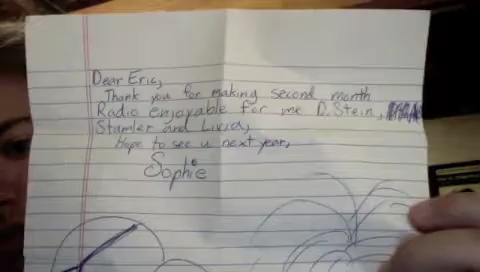 Dear Eric,
Thank you for making second month
Radio enjoyable for me D. Stein,
Stamler and Livia,
Hope to see u next year,
Sophie